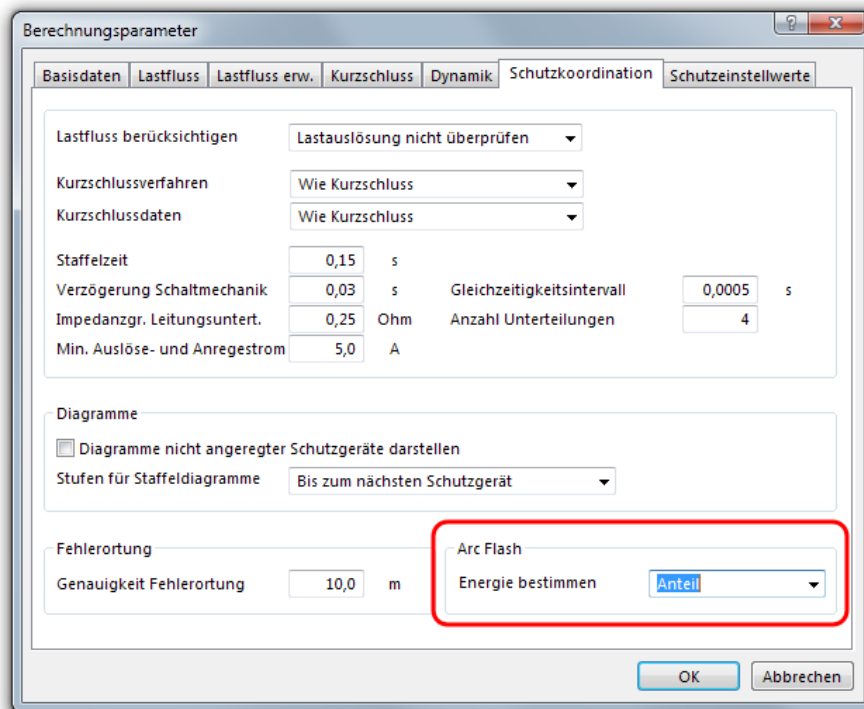 Berechnungsparameter
Basisdaten Lastfluss Lastfluss erw. Kurzschluss Dynamik Schutzkoordination Schutzeinstellwerte
Lastfluss berücksichtigen Lastauslösung nicht überprüfen
Kurzschlussverfahren Wie Kurzschluss
Kurzschlussdaten Wie Kurzschluss
Staffelzeit 0,15 s
Verzögerung Schaltmechanik 0,03 s Gleichzeitigkeitsintervall 0,0005 s
Impedanzgr. Leitungsuntert. 0,25 Ohm Anzahl Unterteilungen 4
Min. Auslöse- und Anregestrom 5,0 A
Diagramme
Diagramme nicht angeregter Schutzgeräte darstellen
Stufen für Staffeldiagramme Bis zum nächsten Schutzgerät
Fehlerortung Arc Flash
Genauigkeit Fehlerortung 10,0 m Energie bestimmen Anteil
OK Abbrechen